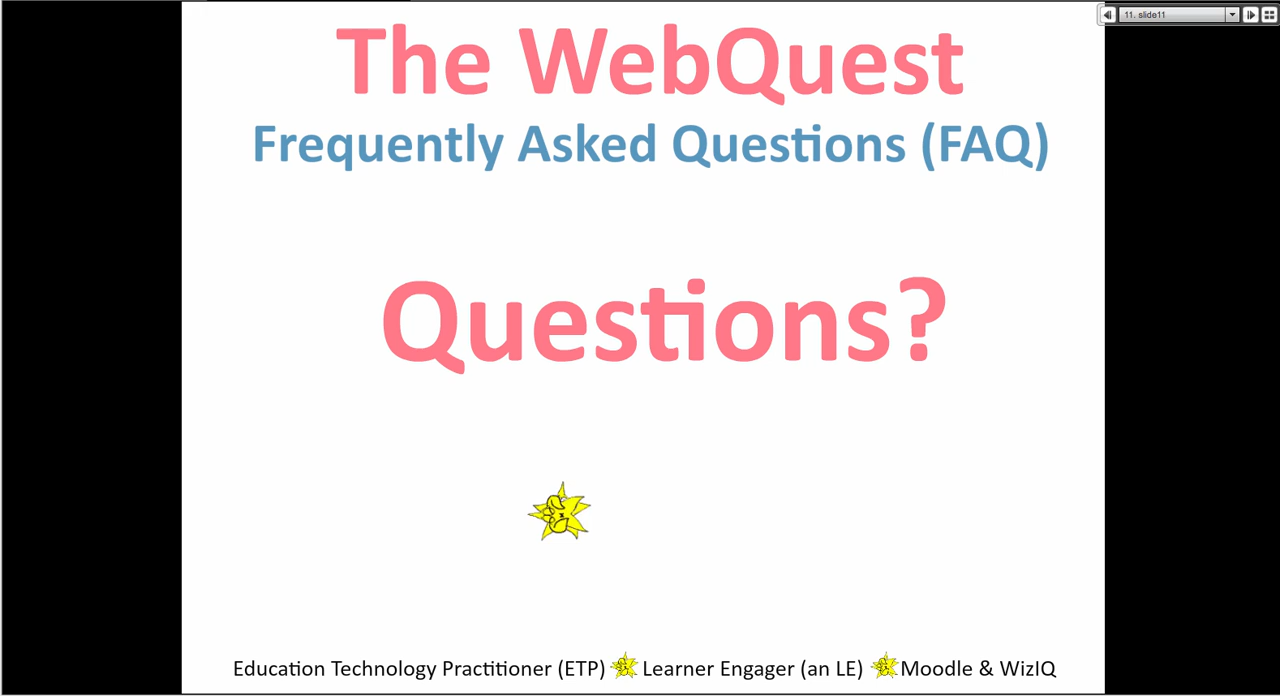 11. slide11
The WebQuest
Frequently Asked Questions (FAQ)
Questions?
Education Technology Practitioner (ETP) Learner Engager (an LE) Moodle & WizIQ